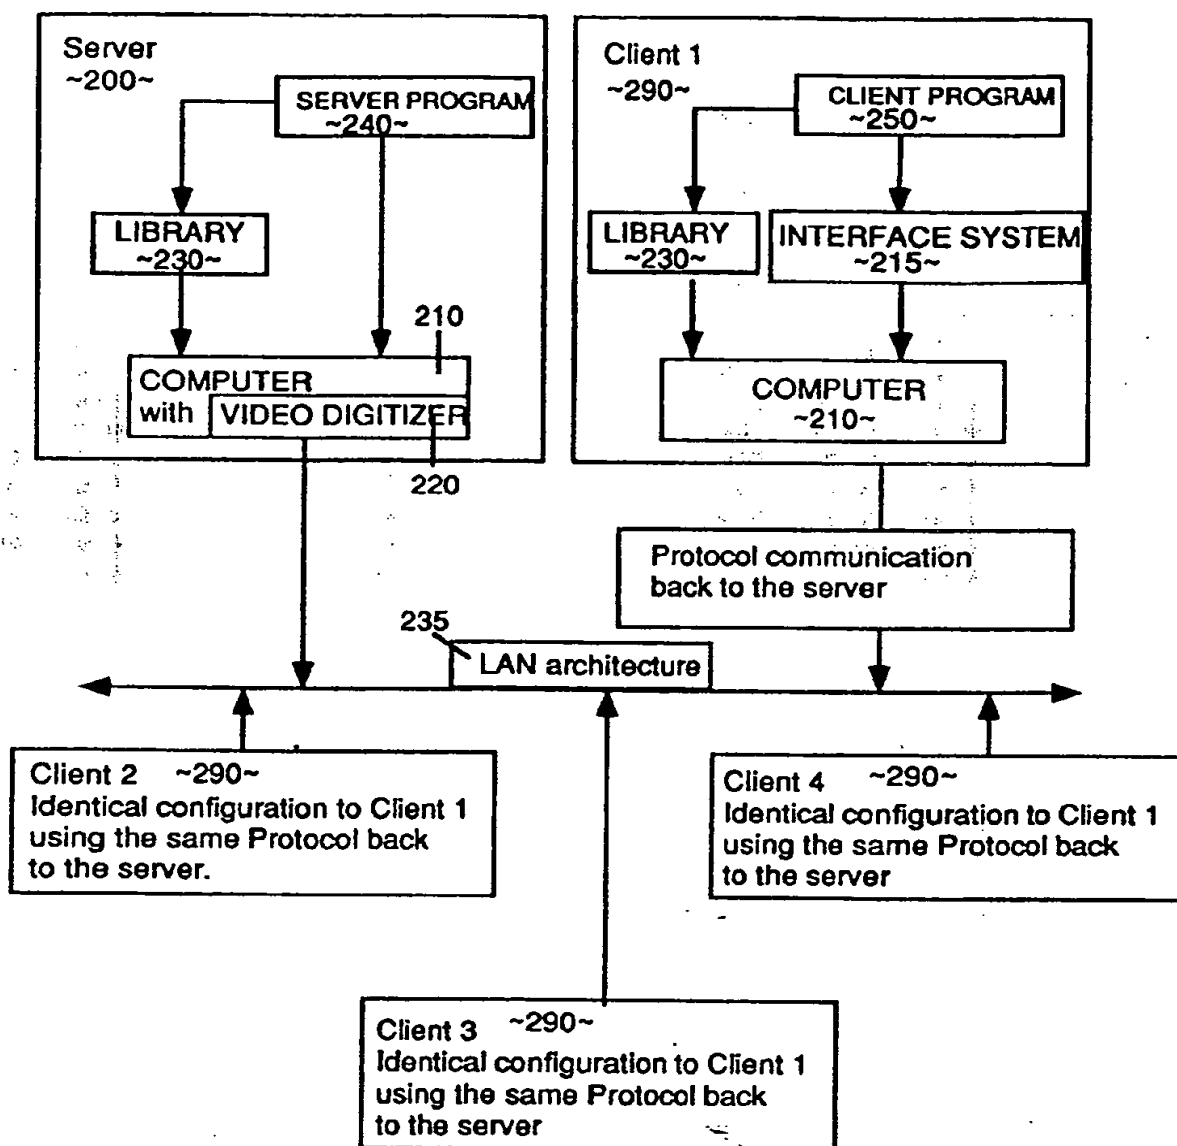 Server
~200~
SERVER PROGRAM
~240~
LIBRARY
~230~
210
COMPUTER
with VIDEO DIGITIZER
220
Client 1
~290~
CLIENT PROGRAM
~250~
LIBRARY
~230~
INTERFACE SYSTEM
~215~
COMPUTER
~210~
Protocol communication
back to the server
235
LAN architecture
Client 2 ~290~
Identical configuration to Client 1
using the same Protocol back
to the server.
Client 4 ~290~
Identical configuration to Client 1
using the same Protocol back
to the server
Client 3 ~290~
Identical configuration to Client 1
using the same Protocol back
to the server